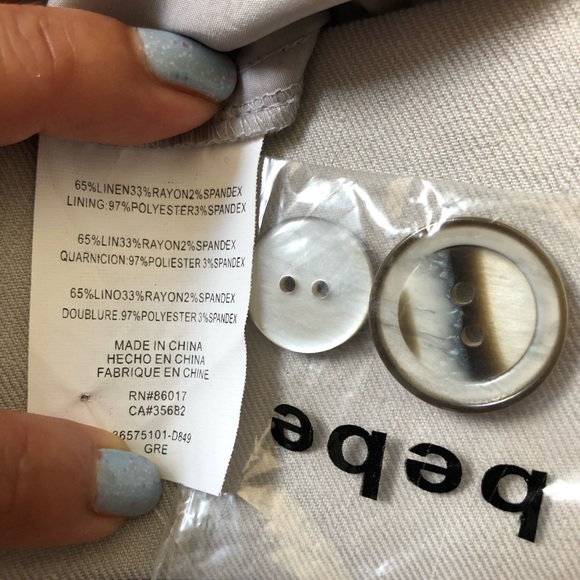 65%LINEN33%RAYON2%SPANDEX
LINING:97%POLYESTER3%SPANDEX
65%LIN33%RAYON2%SPANDEX
QUARNICION:97%POLIESTER 3%SPANDEX
65%LINO33%RAYON2%SPANDEX
DOUBLURE:97%POLYESTER 3%SPANDEX
MADE IN CHINA
HECHO EN CHINA
FABRIQUE EN CHINE
RN#86017
CA#35682
36575101-D849
GRE
bebe